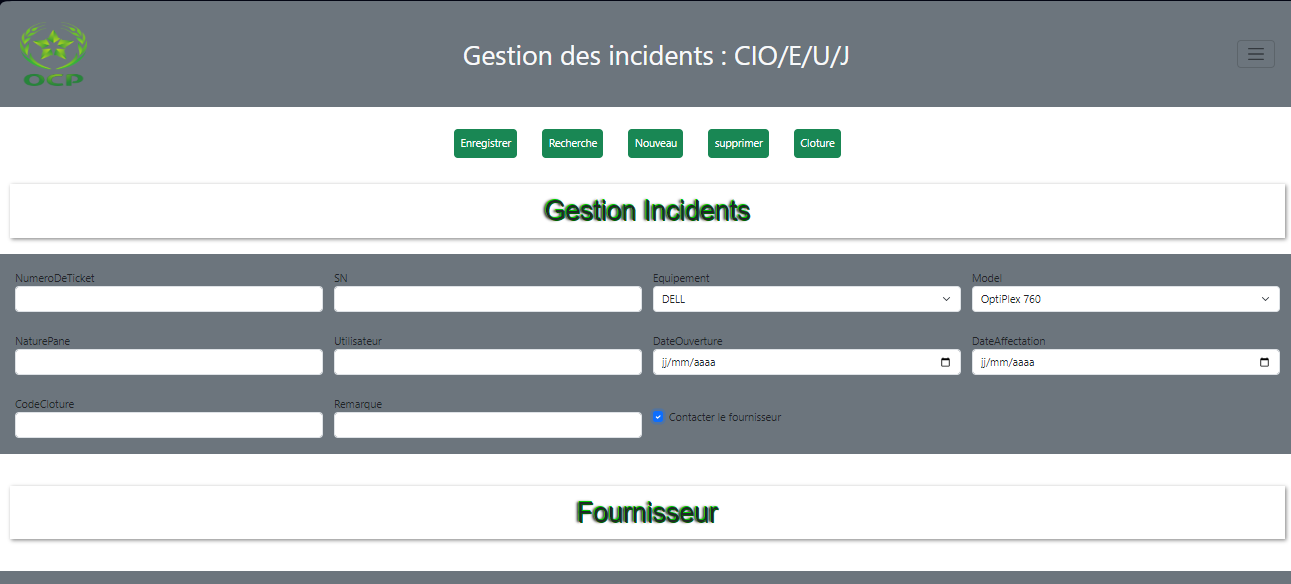 OCP
Gestion des incidents : CIO/E/U/J
Enregistrer Recherche Nouveau supprimer Cloture
Gestion Incidents
NumeroDeTicket SN Equipement Model
DELL OptiPlex 760
NaturePane Utilisateur DateOuverture DateAffectation
jj/mm/aaaa jj/mm/aaaa
CodeCloture Remarque
Contacter le fournisseur
Fournisseur